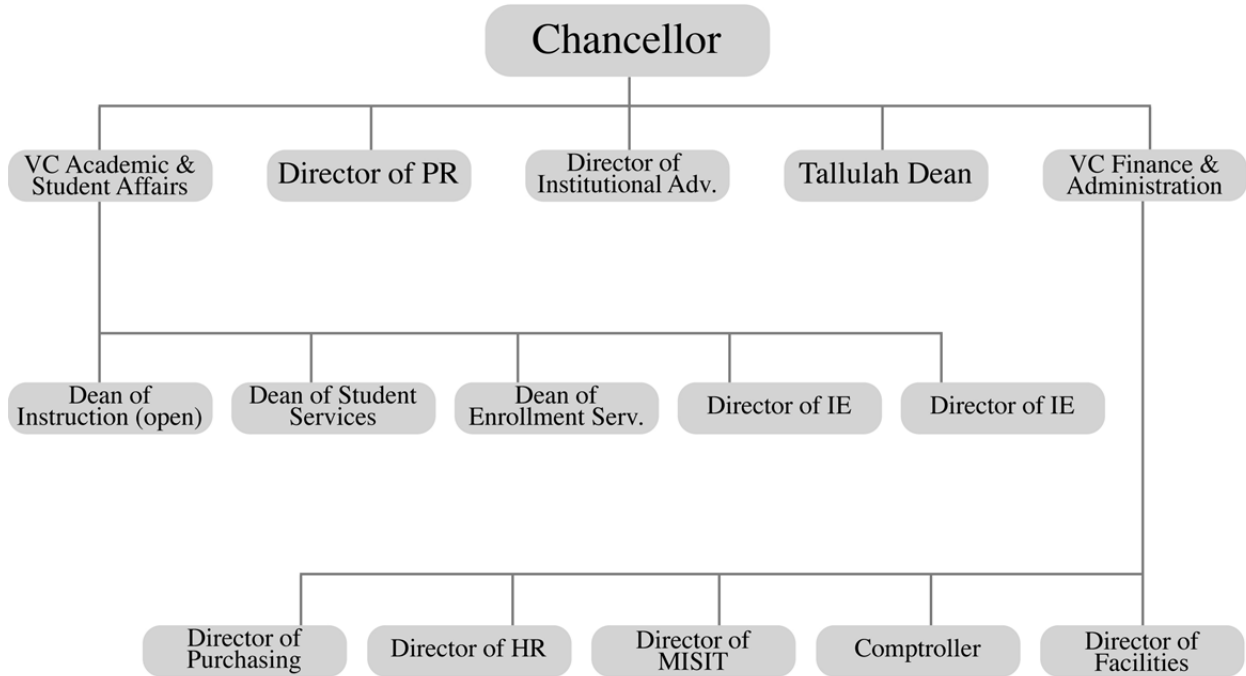 Chancellor
VC Academic &
Student Affairs
Director of PR
Director of
Institutional Adv.
Tallulah Dean
VC Finance &
Administration
Dean of
Instruction (open)
Dean of Student
Services
Dean of
Enrollment Serv.
Director of IE
Director of IE
Director of
Purchasing
Director of HR
Director of
MISIT
Comptroller
Director of
Facilities